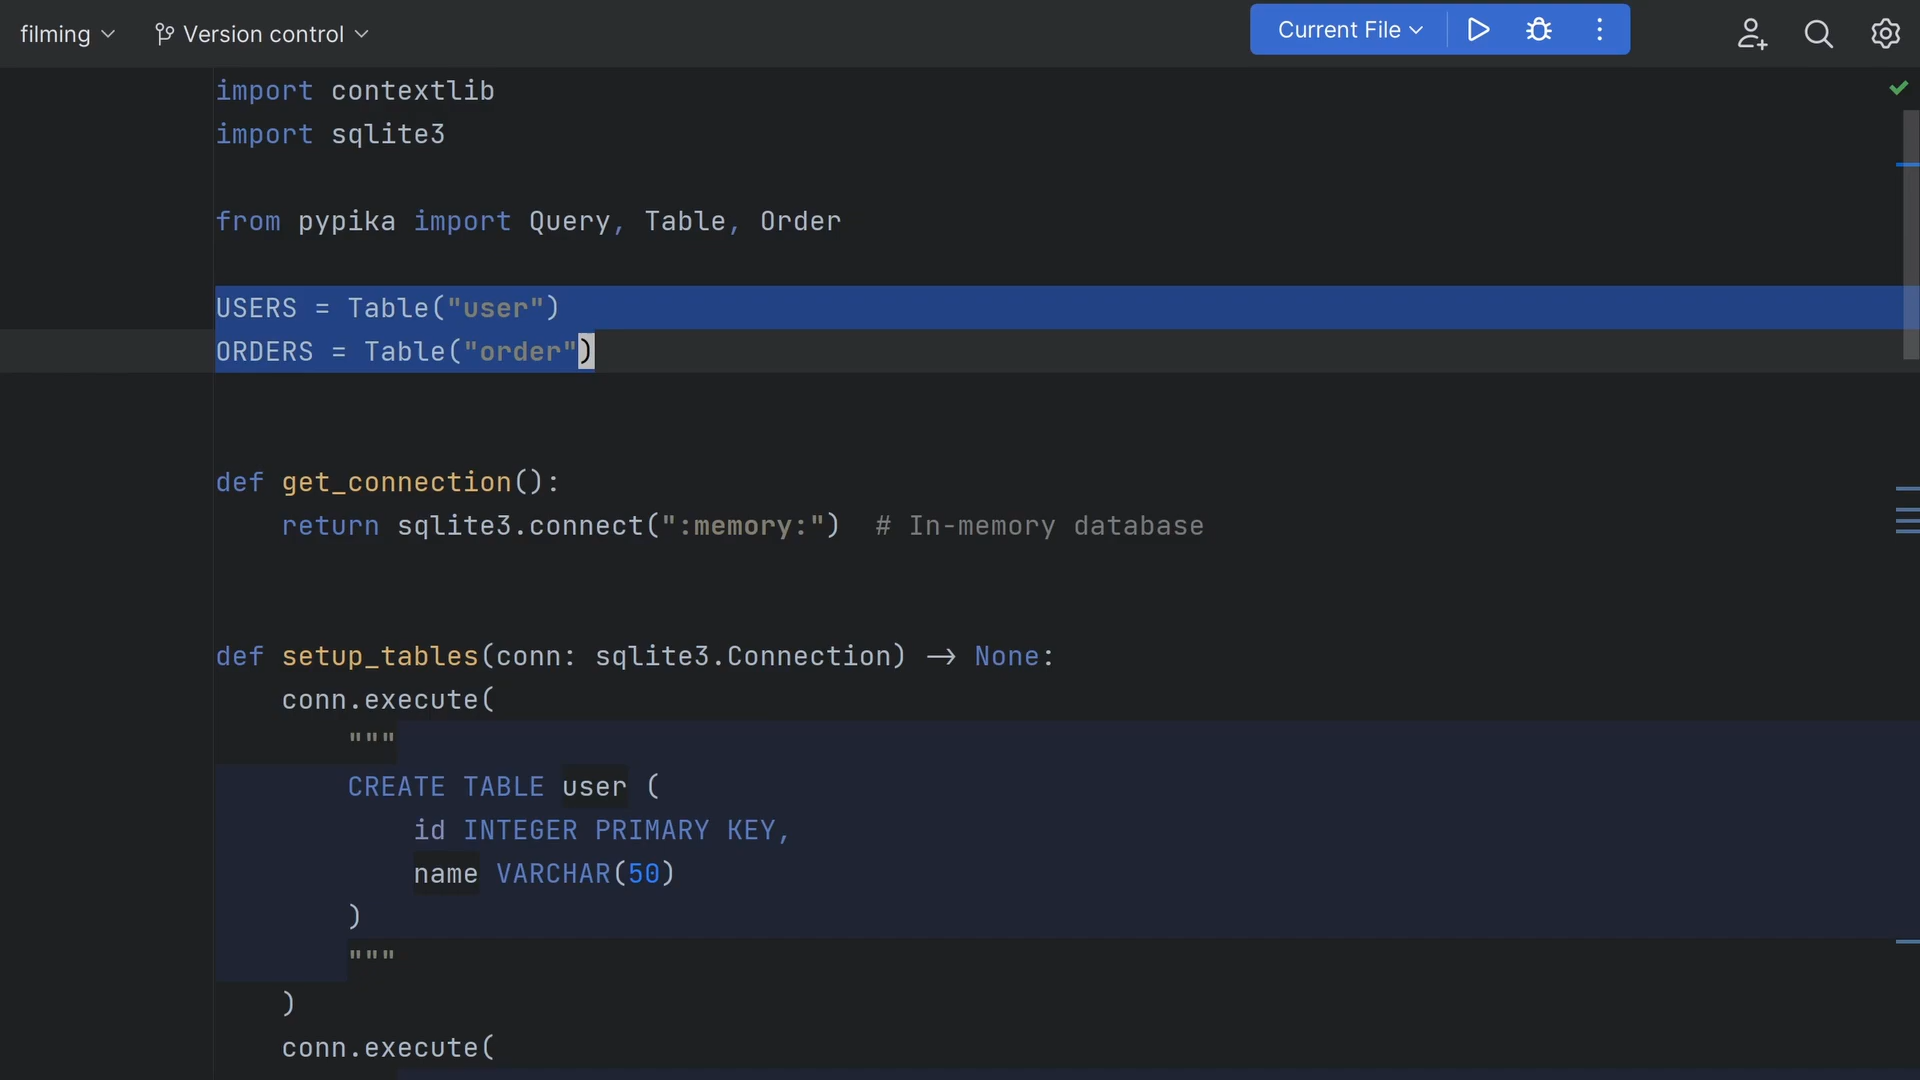 filming Version control Current File
import contextlib
import sqlite3
from pypika import Query, Table, Order
USERS = Table("user")
ORDERS = Table("order")
def get_connection():
    return sqlite3.connect(":memory:")  # In-memory database
def setup_tables(conn: sqlite3.Connection) → None:
    conn.execute(
        """
        CREATE TABLE user (
            id INTEGER PRIMARY KEY,
            name VARCHAR(50)
        )
        """
    )
    conn.execute(